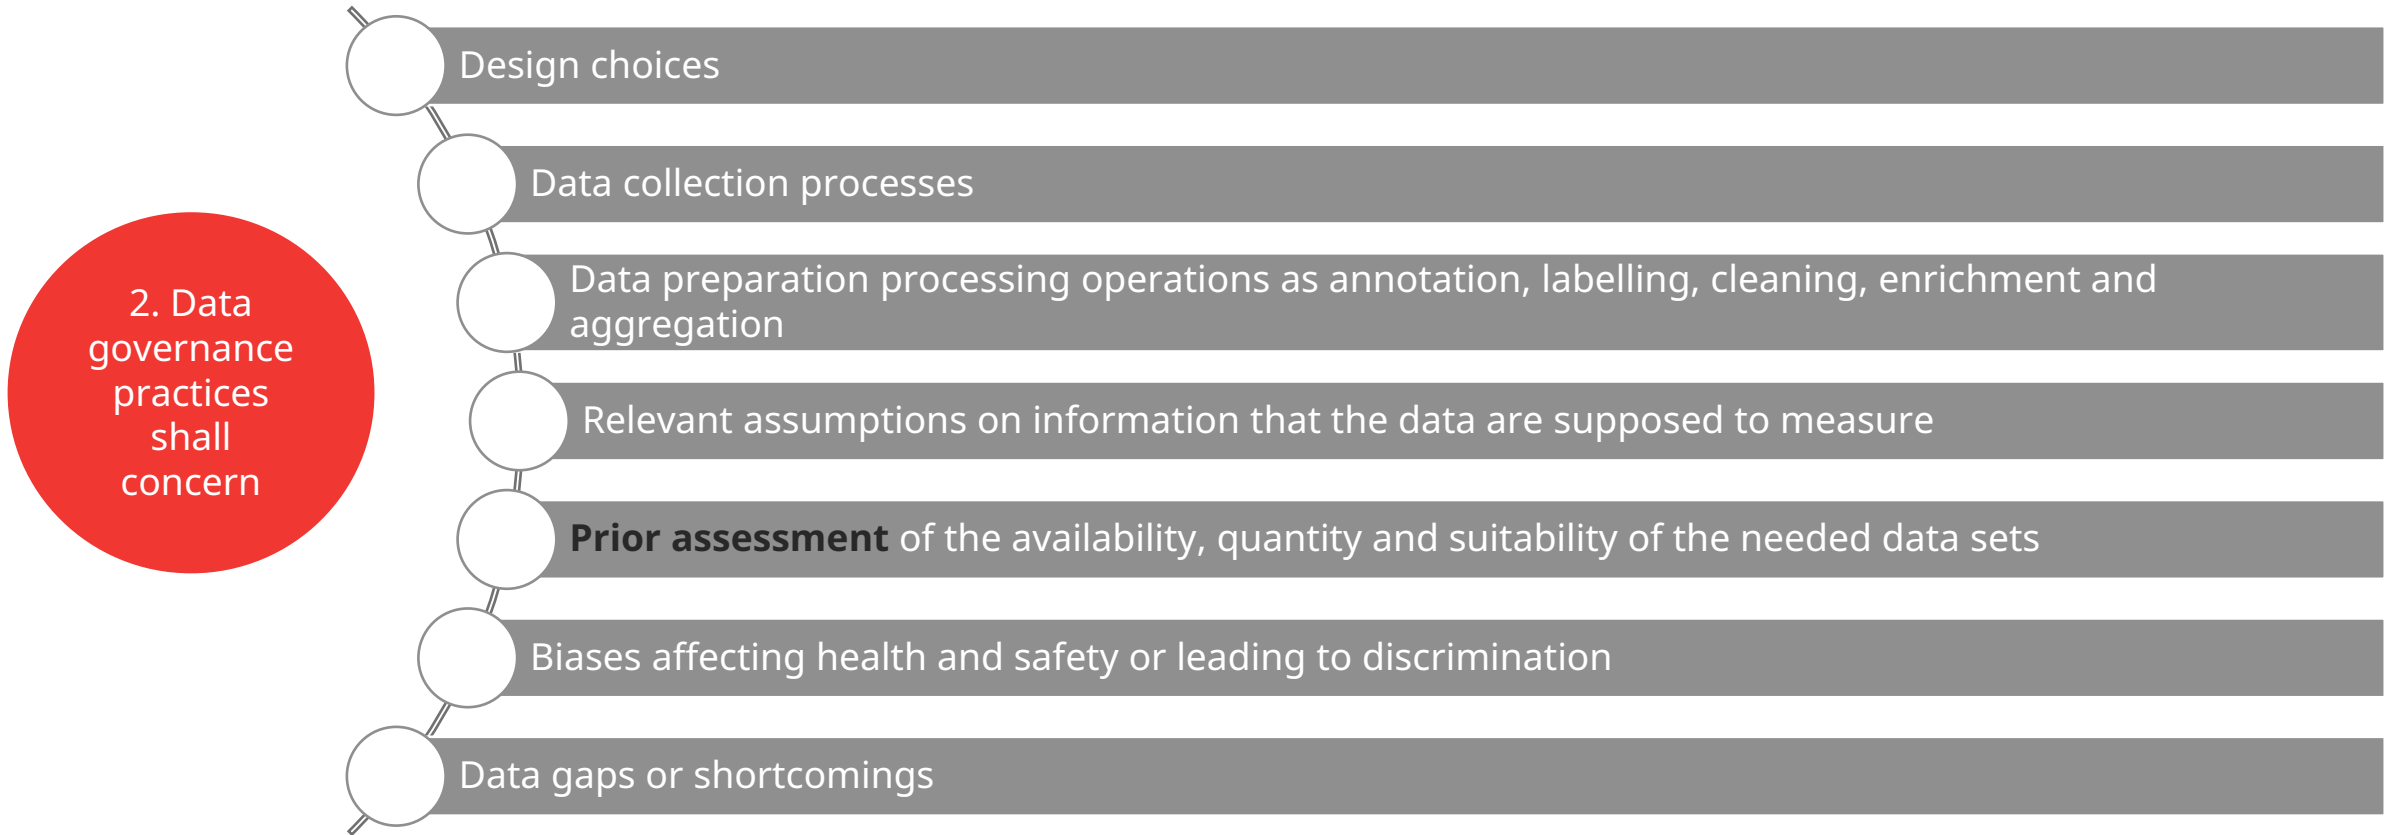 2. Data
governance
practices
shall
concern
Design choices
Data collection processes
Data preparation processing operations as annotation, labelling, cleaning, enrichment and
aggregation
Relevant assumptions on information that the data are supposed to measure
Prior assessment of the availability, quantity and suitability of the needed data sets
Biases affecting health and safety or leading to discrimination
Data gaps or shortcomings